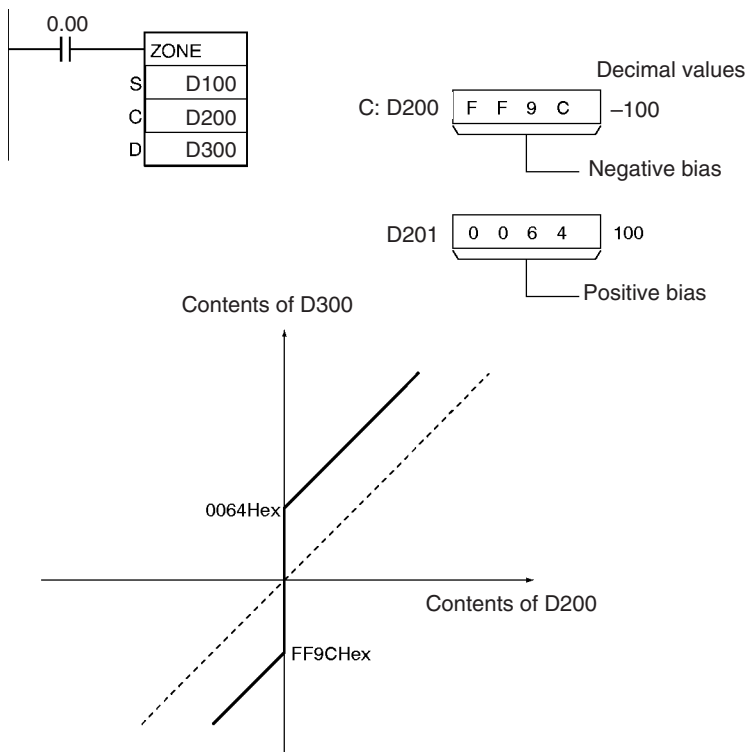 0.00
ZONE
S D100
C D200
D D300
Decimal values
C: D200 F F 9 C –100
Negative bias
D201 0 0 6 4 100
Positive bias
Contents of D300
0064Hex
Contents of D200
FF9CHex